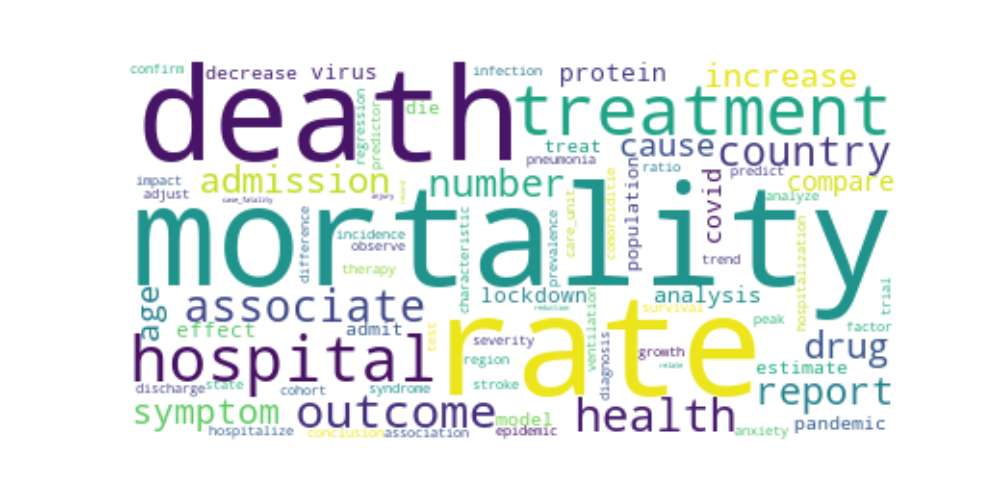 confirm
decrease
virus
infection
protein
increase
death
regression
predictor
die
treatment
treat
cause
country
pneumonia
ratio
predict
compare
impact
adjust
admission
case_fatality
injury
number
care_unit
comorbiditie
population
covid
analyze
mortality
difference
incidence
observe
therapy
characteristic
prevalence
trend
hospitalization
age
associate
lockdown
reduction
analysis
survival
trial
effect
admit
test
rate
ventilation
peak
factor
hospital
severity
region
diagnosis
growth
relate
drug
estimate
discharge
state
cohort
syndrome
stroke
report
symptom
outcome
model
health
pandemic
hospitalize
conclusion
association
epidemic
anxiety